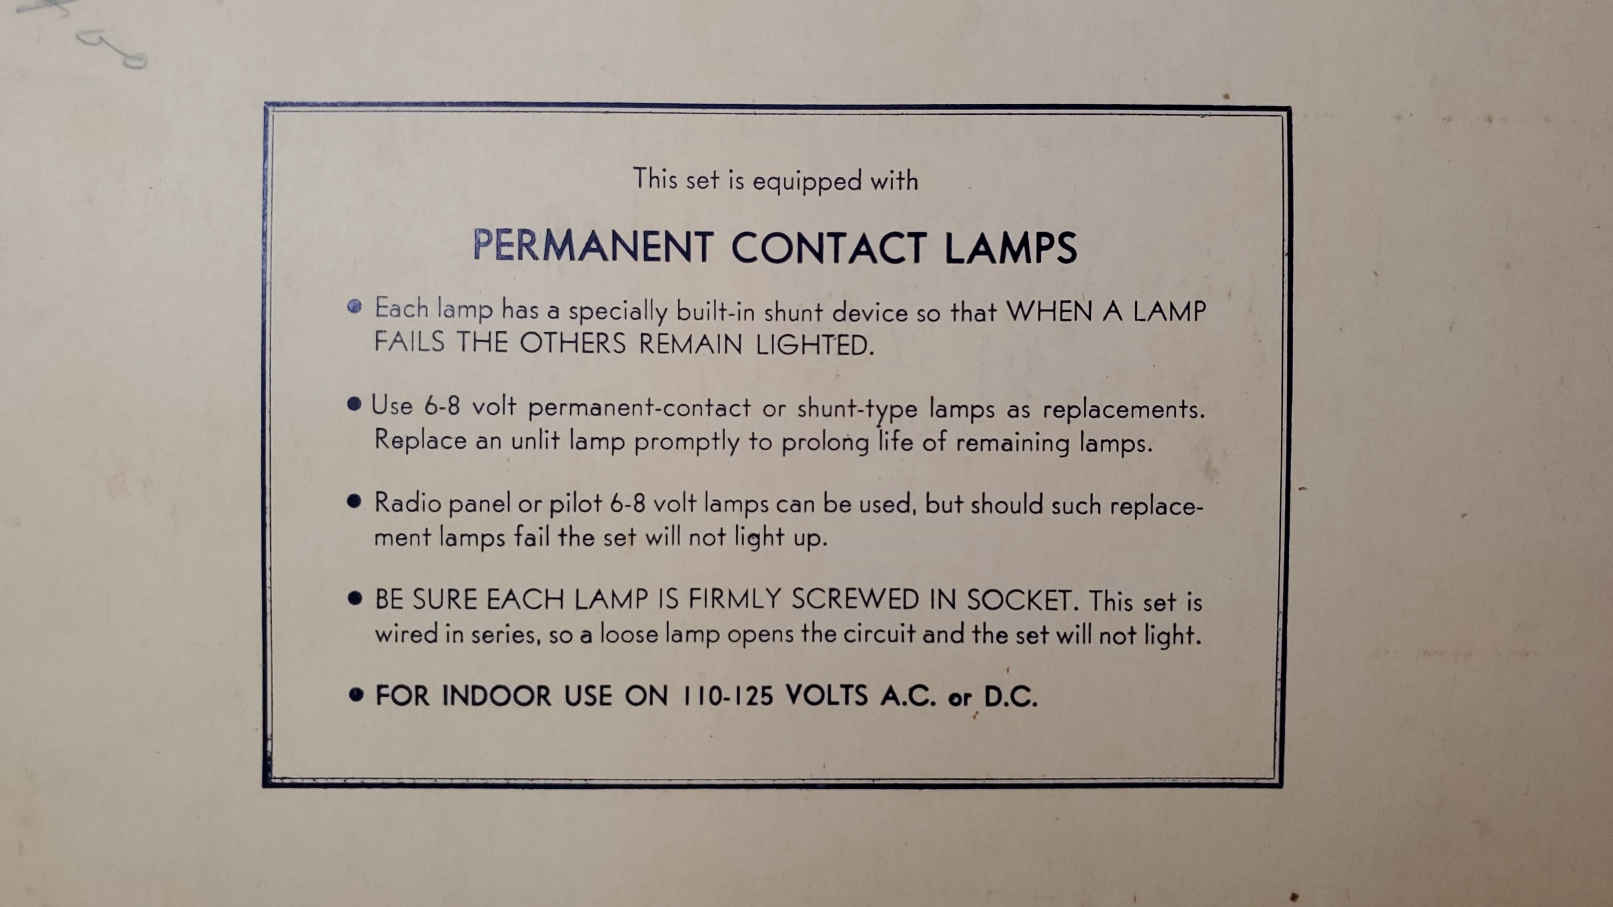 This set is equipped with
PERMANENT CONTACT LAMPS
● Each lamp has a specially built-in shunt device so that WHEN A LAMP
FAILS THE OTHERS REMAIN LIGHTED.
● Use 6-8 volt permanent-contact or shunt-type lamps as replacements.
Replace an unlit lamp promptly to prolong life of remaining lamps.
● Radio panel or pilot 6-8 volt lamps can be used, but should such replace-
ment lamps fail the set will not light up.
● BE SURE EACH LAMP IS FIRMLY SCREWED IN SOCKET. This set is
wired in series, so a loose lamp opens the circuit and the set will not light.
● FOR INDOOR USE ON 110-125 VOLTS A.C. or D.C.